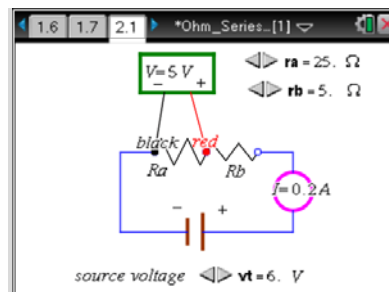 1.6 1.7 2.1 *Ohm_Series…[1]
V=5 V
− +
ra = 25. Ω
rb = 5. Ω
black red
Ra Rb
I=0.2A
− +
source voltage vt = 6. V